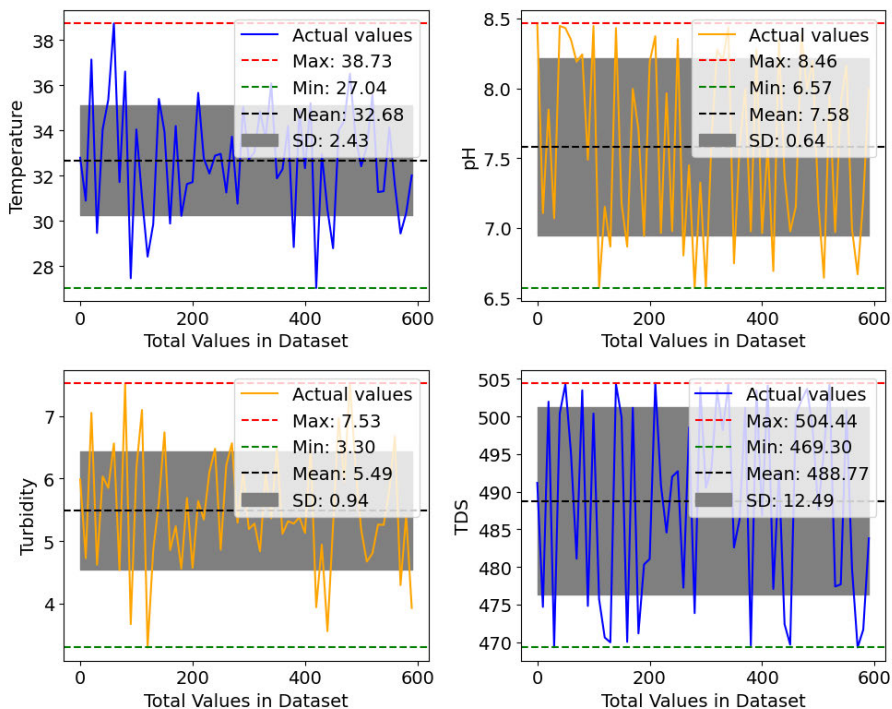 Temperature
38
36
34
32
30
28
0
200
400
600
Total Values in Dataset
Actual values
Max: 38.73
Min: 27.04
Mean: 32.68
SD: 2.43
pH
8.5
8.0
7.5
7.0
6.5
0
200
400
600
Total Values in Dataset
Actual values
Max: 8.46
Min: 6.57
Mean: 7.58
SD: 0.64
Turbidity
7
6
5
4
0
200
400
600
Total Values in Dataset
Actual values
Max: 7.53
Min: 3.30
Mean: 5.49
SD: 0.94
TDS
505
500
495
490
485
480
475
470
0
200
400
600
Total Values in Dataset
Actual values
Max: 504.44
Min: 469.30
Mean: 488.77
SD: 12.49